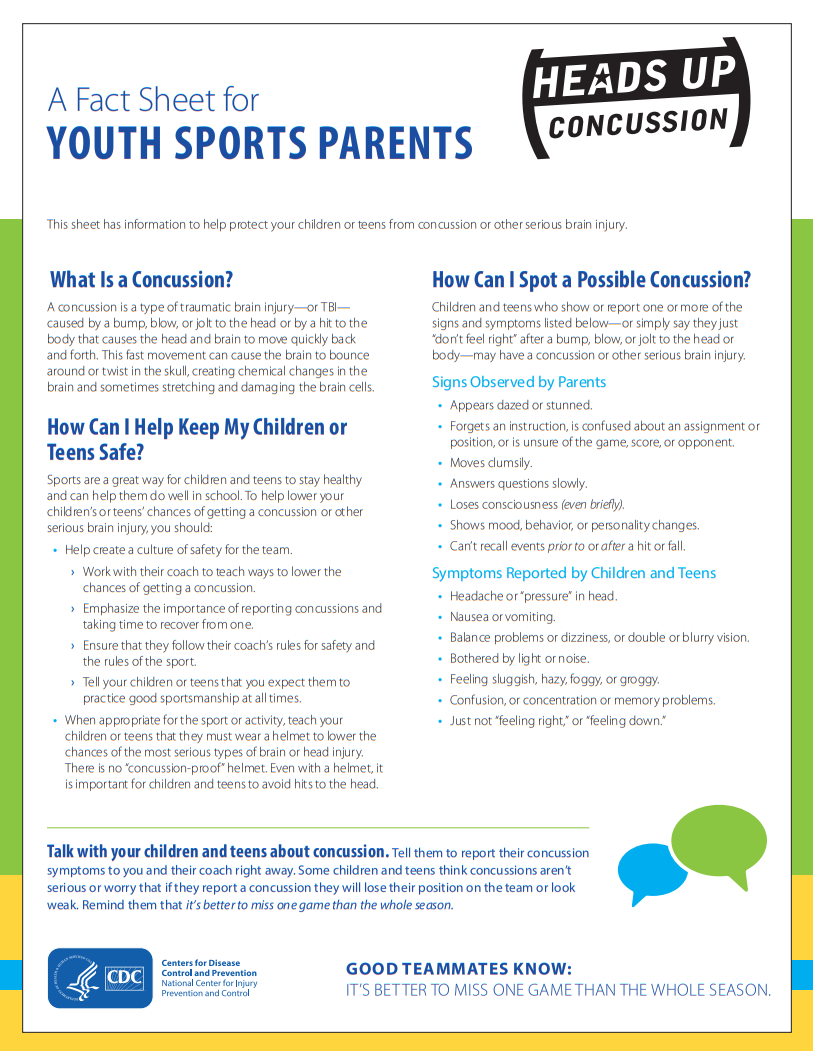 A Fact Sheet for
YOUTH SPORTS PARENTS
HEADS UP
CONCUSSION
This sheet has information to help protect your children or teens from concussion or other serious brain injury.
What Is a Concussion?
A concussion is a type of traumatic brain injury—or TBI—
caused by a bump, blow, or jolt to the head or by a hit to the
body that causes the head and brain to move quickly back
and forth. This fast movement can cause the brain to bounce
around or twist in the skull, creating chemical changes in the
brain and sometimes stretching and damaging the brain cells.
How Can I Help Keep My Children or
Teens Safe?
Sports are a great way for children and teens to stay healthy
and can help them do well in school. To help lower your
children's or teens' chances of getting a concussion or other
serious brain injury, you should:
• Help create a culture of safety for the team.
› Work with their coach to teach ways to lower the
chances of getting a concussion.
› Emphasize the importance of reporting concussions and
taking time to recover from one.
› Ensure that they follow their coach's rules for safety and
the rules of the sport.
› Tell your children or teens that you expect them to
practice good sportsmanship at all times.
• When appropriate for the sport or activity, teach your
children or teens that they must wear a helmet to lower the
chances of the most serious types of brain or head injury.
There is no "concussion-proof" helmet. Even with a helmet, it
is important for children and teens to avoid hits to the head.
How Can I Spot a Possible Concussion?
Children and teens who show or report one or more of the
signs and symptoms listed below—or simply say they just
"don't feel right" after a bump, blow, or jolt to the head or
body—may have a concussion or other serious brain injury.
Signs Observed by Parents
• Appears dazed or stunned.
• Forgets an instruction, is confused about an assignment or
position, or is unsure of the game, score, or opponent.
• Moves clumsily.
• Answers questions slowly.
• Loses consciousness (even briefly).
• Shows mood, behavior, or personality changes.
• Can't recall events prior to or after a hit or fall.
Symptoms Reported by Children and Teens
• Headache or "pressure" in head.
• Nausea or vomiting.
• Balance problems or dizziness, or double or blurry vision.
• Bothered by light or noise.
• Feeling sluggish, hazy, foggy, or groggy.
• Confusion, or concentration or memory problems.
• Just not "feeling right," or "feeling down."
Talk with your children and teens about concussion. Tell them to report their concussion
symptoms to you and their coach right away. Some children and teens think concussions aren't
serious or worry that if they report a concussion they will lose their position on the team or look
weak. Remind them that it's better to miss one game than the whole season.
CDC
Centers for Disease
Control and Prevention
National Center for Injury
Prevention and Control
GOOD TEAMMATES KNOW:
IT'S BETTER TO MISS ONE GAME THAN THE WHOLE SEASON.